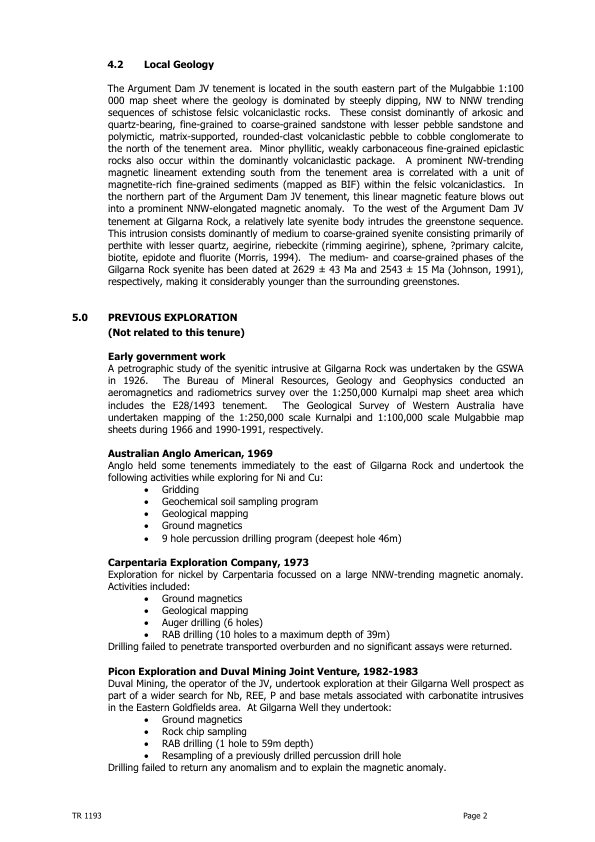 4.2 Local Geology
The Argument Dam JV tenement is located in the south eastern part of the Mulgabbie 1:100
000 map sheet where the geology is dominated by steeply dipping, NW to NNW trending
sequences of schistose felsic volcaniclastic rocks. These consist dominantly of arkosic and
quartz-bearing, fine-grained to coarse-grained sandstone with lesser pebble sandstone and
polymictic, matrix-supported, rounded-clast volcaniclastic pebble to cobble conglomerate to
the north of the tenement area. Minor phyllitic, weakly carbonaceous fine-grained epiclastic
rocks also occur within the dominantly volcaniclastic package. A prominent NW-trending
magnetic lineament extending south from the tenement area is correlated with a unit of
magnetite-rich fine-grained sediments (mapped as BIF) within the felsic volcaniclastics. In
the northern part of the Argument Dam JV tenement, this linear magnetic feature blows out
into a prominent NNW-elongated magnetic anomaly. To the west of the Argument Dam JV
tenement at Gilgarna Rock, a relatively late syenite body intrudes the greenstone sequence.
This intrusion consists dominantly of medium to coarse-grained syenite consisting primarily of
perthite with lesser quartz, aegirine, riebeckite (rimming aegirine), sphene, ?primary calcite,
biotite, epidote and fluorite (Morris, 1994). The medium- and coarse-grained phases of the
Gilgarna Rock syenite has been dated at 2629 ± 43 Ma and 2543 ± 15 Ma (Johnson, 1991),
respectively, making it considerably younger than the surrounding greenstones.
5.0 PREVIOUS EXPLORATION
(Not related to this tenure)
Early government work
A petrographic study of the syenitic intrusive at Gilgarna Rock was undertaken by the GSWA
in 1926. The Bureau of Mineral Resources, Geology and Geophysics conducted an
aeromagnetics and radiometrics survey over the 1:250,000 Kurnalpi map sheet area which
includes the E28/1493 tenement. The Geological Survey of Western Australia have
undertaken mapping of the 1:250,000 scale Kurnalpi and 1:100,000 scale Mulgabbie map
sheets during 1966 and 1990-1991, respectively.
Australian Anglo American, 1969
Anglo held some tenements immediately to the east of Gilgarna Rock and undertook the
following activities while exploring for Ni and Cu:
• Gridding
• Geochemical soil sampling program
• Geological mapping
• Ground magnetics
• 9 hole percussion drilling program (deepest hole 46m)
Carpentaria Exploration Company, 1973
Exploration for nickel by Carpentaria focussed on a large NNW-trending magnetic anomaly.
Activities included:
• Ground magnetics
• Geological mapping
• Auger drilling (6 holes)
• RAB drilling (10 holes to a maximum depth of 39m)
Drilling failed to penetrate transported overburden and no significant assays were returned.
Picon Exploration and Duval Mining Joint Venture, 1982-1983
Duval Mining, the operator of the JV, undertook exploration at their Gilgarna Well prospect as
part of a wider search for Nb, REE, P and base metals associated with carbonatite intrusives
in the Eastern Goldfields area. At Gilgarna Well they undertook:
• Ground magnetics
• Rock chip sampling
• RAB drilling (1 hole to 59m depth)
• Resampling of a previously drilled percussion drill hole
Drilling failed to return any anomalism and to explain the magnetic anomaly.
TR 1193 Page 2